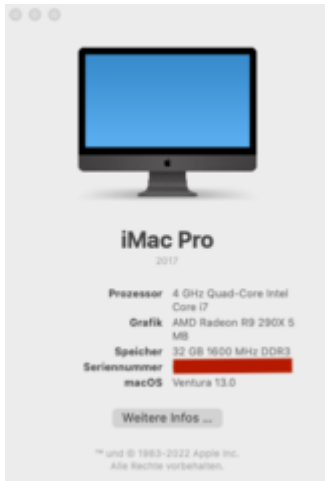 iMac Pro
2017
Prozessor 4 GHz Quad-Core Intel
Core i7
Grafik AMD Radeon R9 290X 5
MB
Speicher 32 GB 1600 MHz DDR3
Seriennummer
macOS Ventura 13.0
Weitere Infos ...
™ und © 1983-2022 Apple Inc.
Alle Rechte vorbehalten.